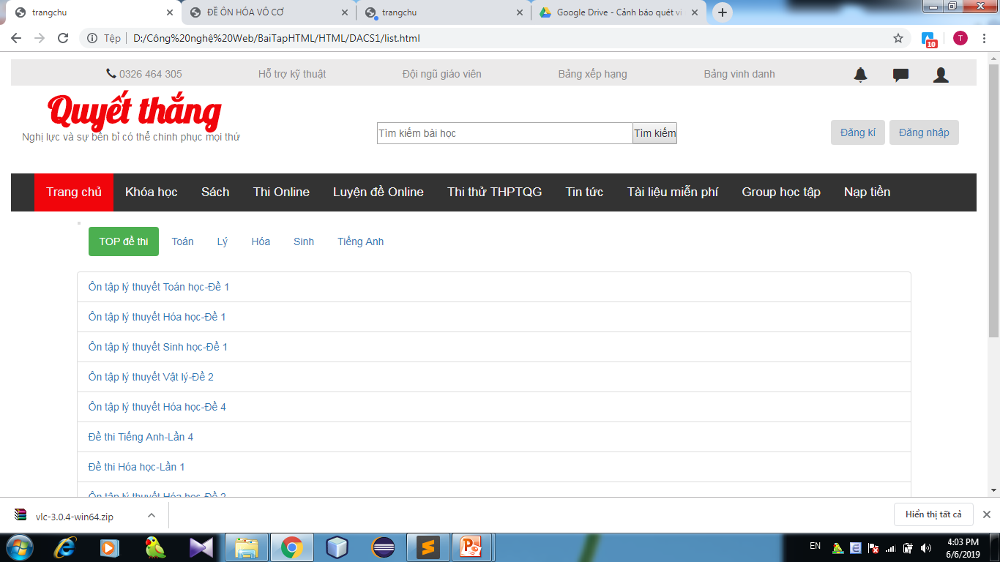 trangchu
ĐỀ ÔN HÓA VÔ CƠ
trangchu
Google Drive - Cảnh báo quét vi
Tệp
D:/Công%20nghệ%20Web/BaiTapHTML/HTML/DACS1/list.html
10
T
0326 464 305 Hỗ trợ kỹ thuật Đội ngũ giáo viên Bảng xếp hạng Bảng vinh danh
Quyết thắng
Nghị lực và sự bền bỉ có thể chinh phục mọi thứ
Tìm kiếm bài học Tìm kiếm
Đăng kí Đăng nhập
Trang chủ Khóa học Sách Thi Online Luyện đề Online Thi thử THPTQG Tin tức Tài liệu miễn phí Group học tập Nạp tiền
TOP đề thi Toán Lý Hóa Sinh Tiếng Anh
Ôn tập lý thuyết Toán học-Đề 1
Ôn tập lý thuyết Hóa học-Đề 1
Ôn tập lý thuyết Sinh học-Đề 1
Ôn tập lý thuyết Vật lý-Đề 2
Ôn tập lý thuyết Hóa học-Đề 4
Đề thi Tiếng Anh-Lần 4
Đề thi Hóa học-Lần 1
Ôn tập lý thuyết Hóa học-Đề 2
vlc-3.0.4-win64.zip
Hiển thị tất cả
EN
4:03 PM
6/6/2019